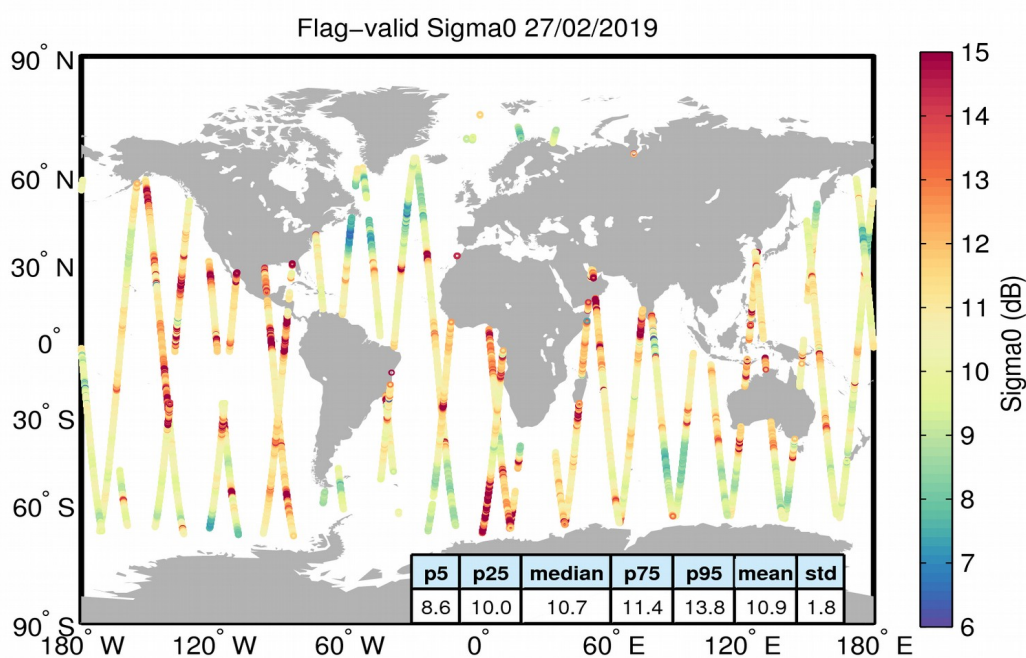 Flag-valid Sigma0 27/02/2019
90° N
60° N
30° N
0°
30° S
60° S
90° S
180° W
120° W
60° W
0°
60° E
120° E
180° E
p5 p25 median p75 p95 mean std
8.6 10.0 10.7 11.4 13.8 10.9 1.8
15
14
13
12
11
10
9
8
7
6
Sigma0 (dB)